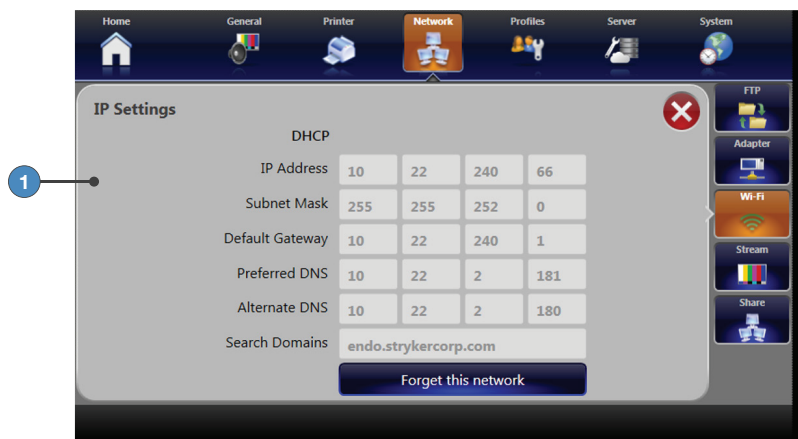 Home General Printer Network Profiles Server System
IP Settings
FTP
DHCP
Adapter
1
IP Address 10 22 240 66
Subnet Mask 255 255 252 0
Wi-Fi
Default Gateway 10 22 240 1
Stream
Preferred DNS 10 22 2 181
Alternate DNS 10 22 2 180
Share
Search Domains endo.strykercorp.com
Forget this network